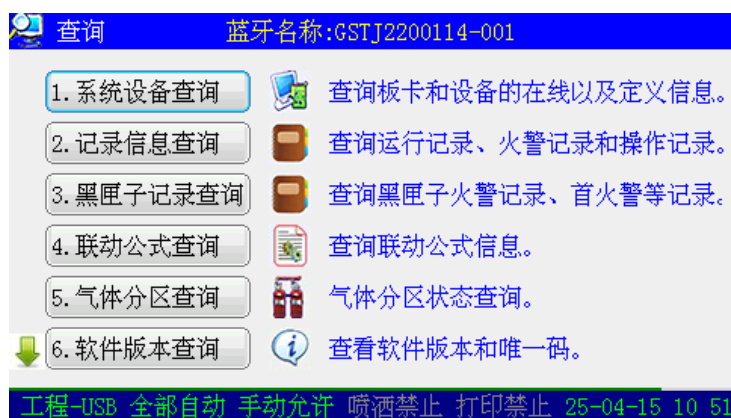 查询 蓝牙名称:GSTJ2200114-001
1.系统设备查询 查询板卡和设备的在线以及定义信息。
2.记录信息查询 查询运行记录、火警记录和操作记录。
3.黑匣子记录查询 查询黑匣子火警记录、首火警等记录。
4.联动公式查询 查询联动公式信息。
5.气体分区查询 气体分区状态查询。
6.软件版本查询 查看软件版本和唯一码。
工程-USB 全部自动 手动允许 喷洒禁止 打印禁止 25-04-15 10 51